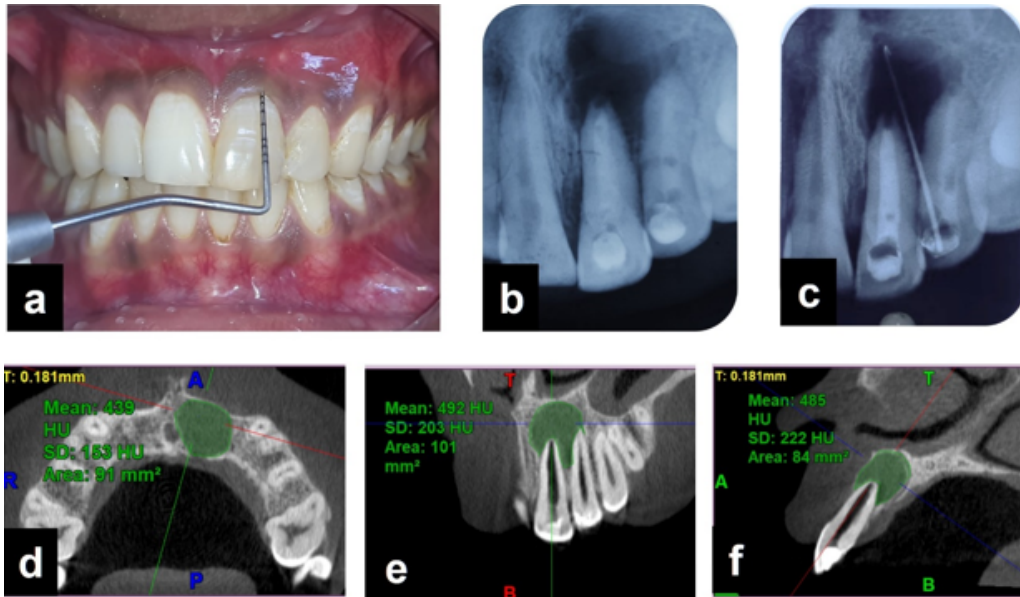 a
b
c
T: 0.181mm
A
Mean: 439
HU
SD: 153 HU
Area: 91 mm²
R
P
d
T
Mean: 492 HU
SD: 203 HU
Area: 101
mm²
B
e
T: 0.181mm
T
Mean: 485
HU
SD: 222 HU
Area: 84 mm²
A
B
f